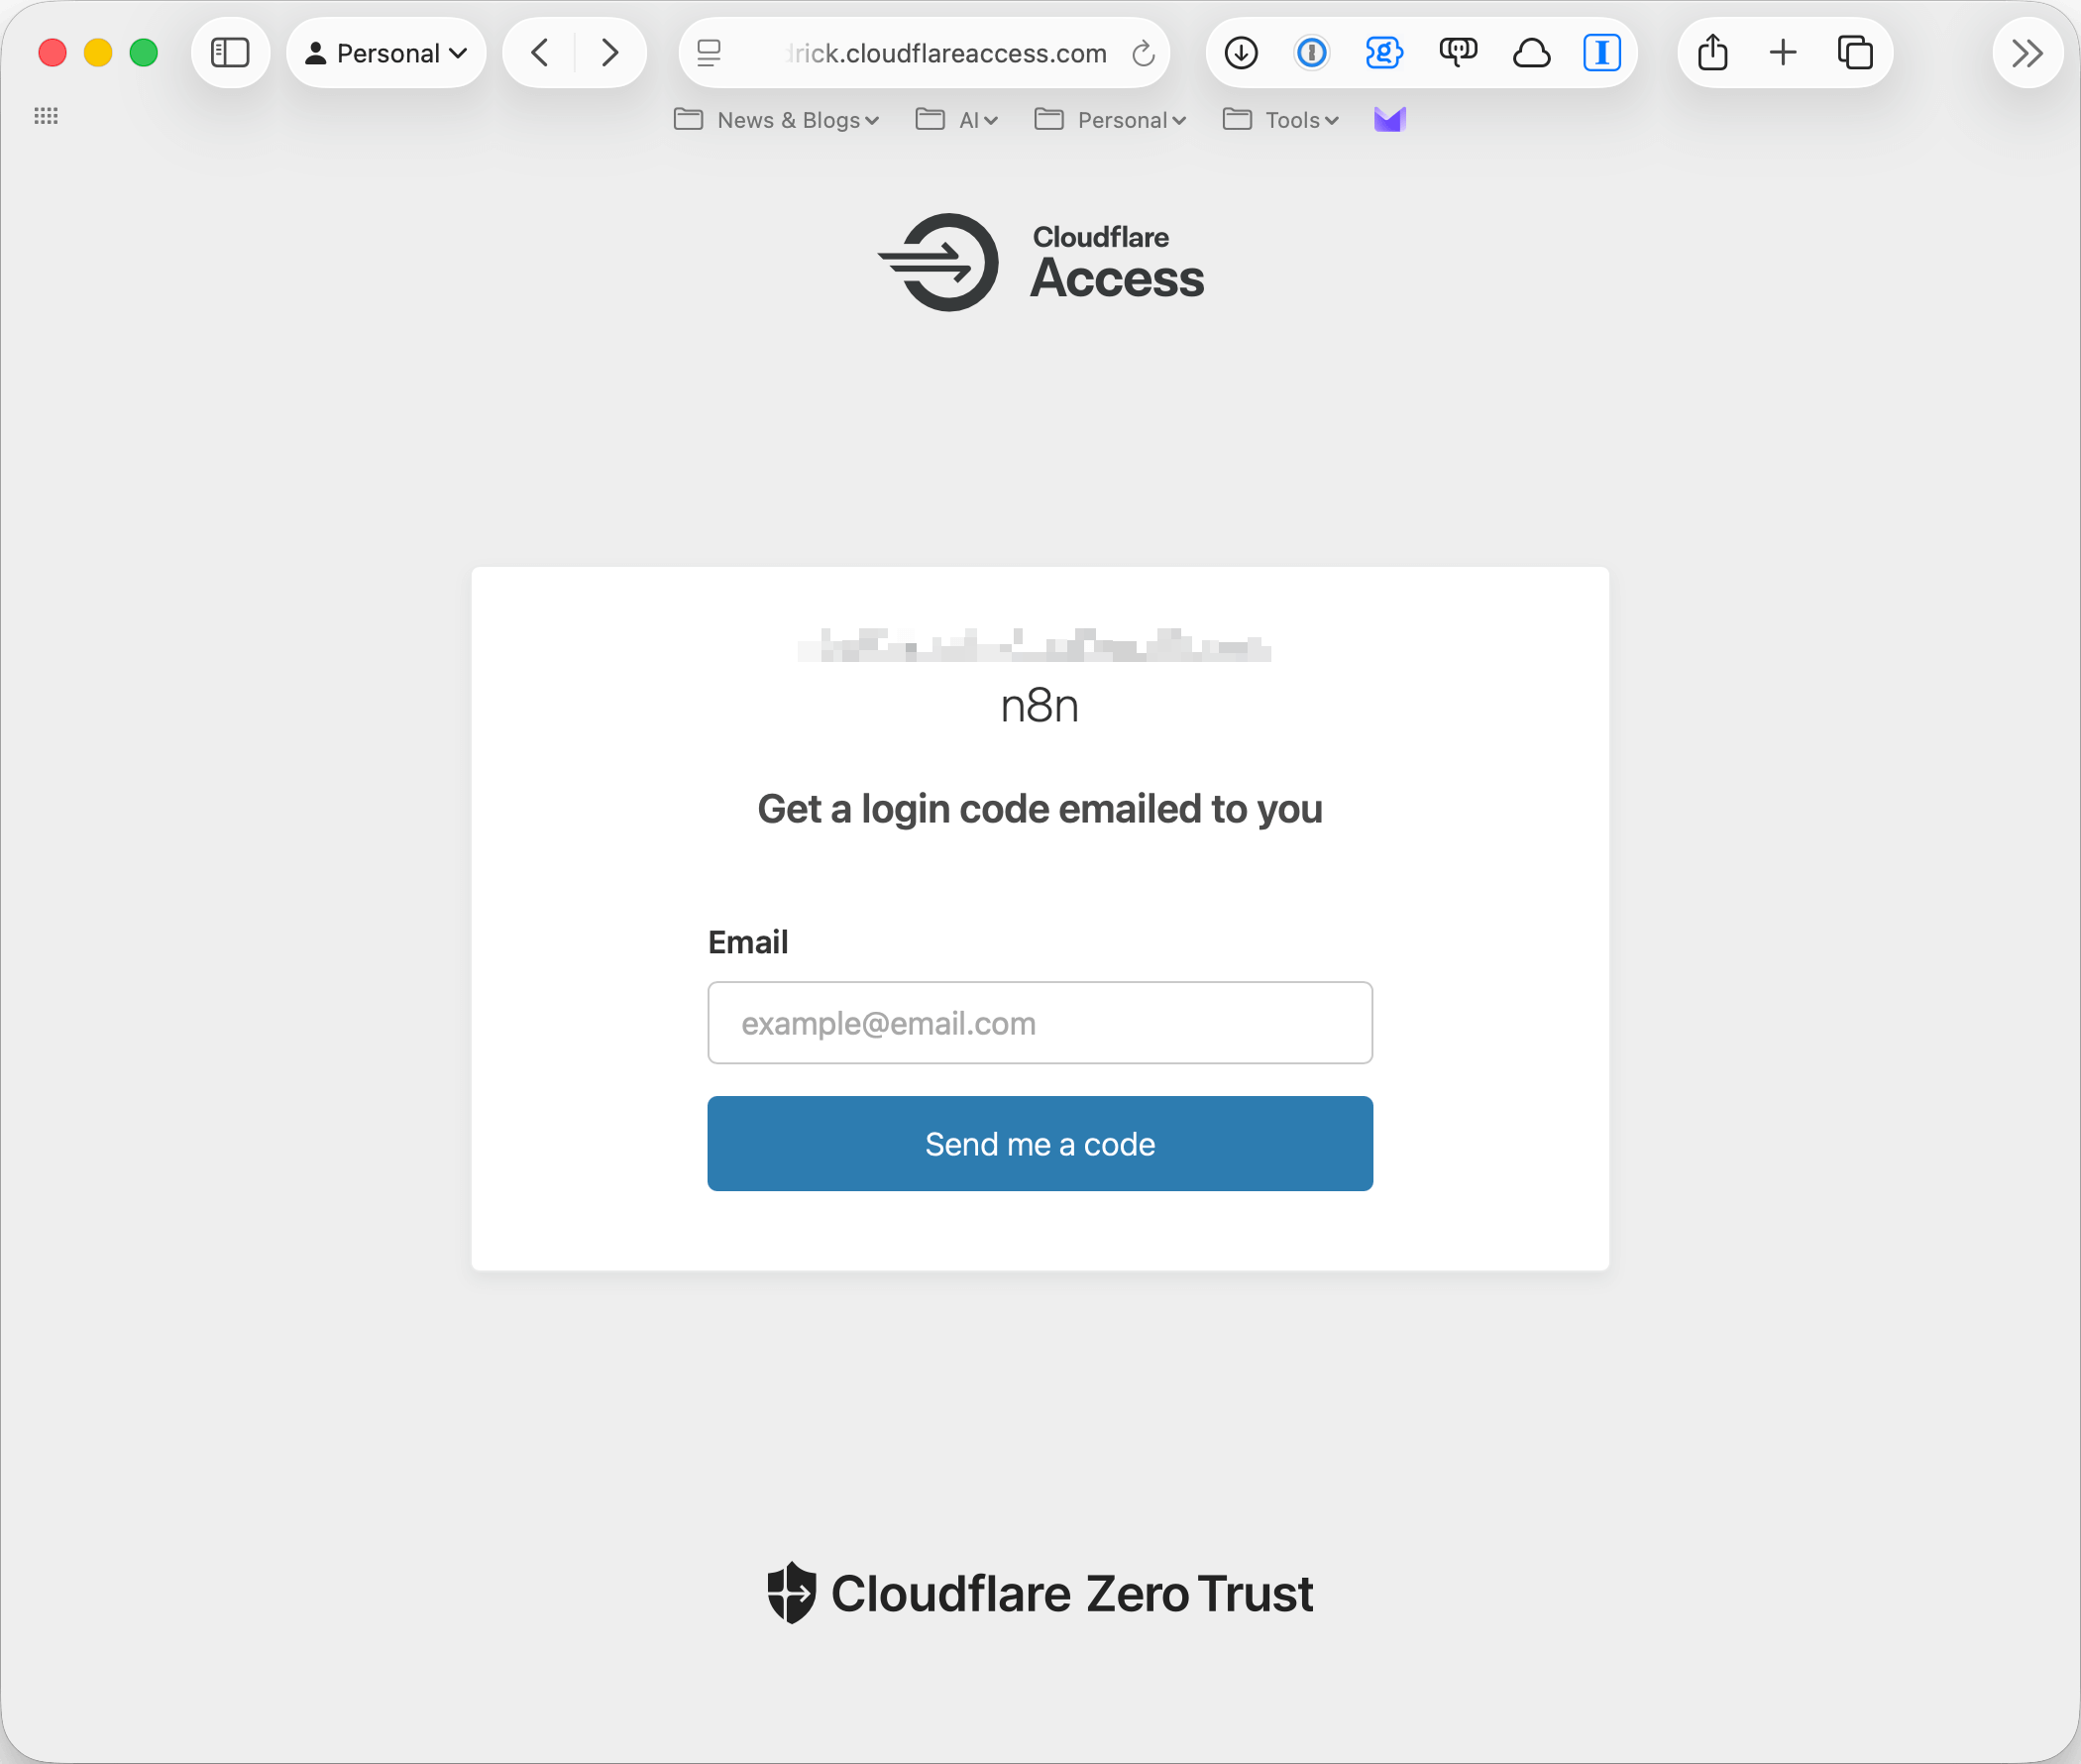 Personal
rick.cloudflareaccess.com
News & Blogs
AI
Personal
Tools
Cloudflare
Access
n8n
Get a login code emailed to you
Email
example@email.com
Send me a code
Cloudflare Zero Trust